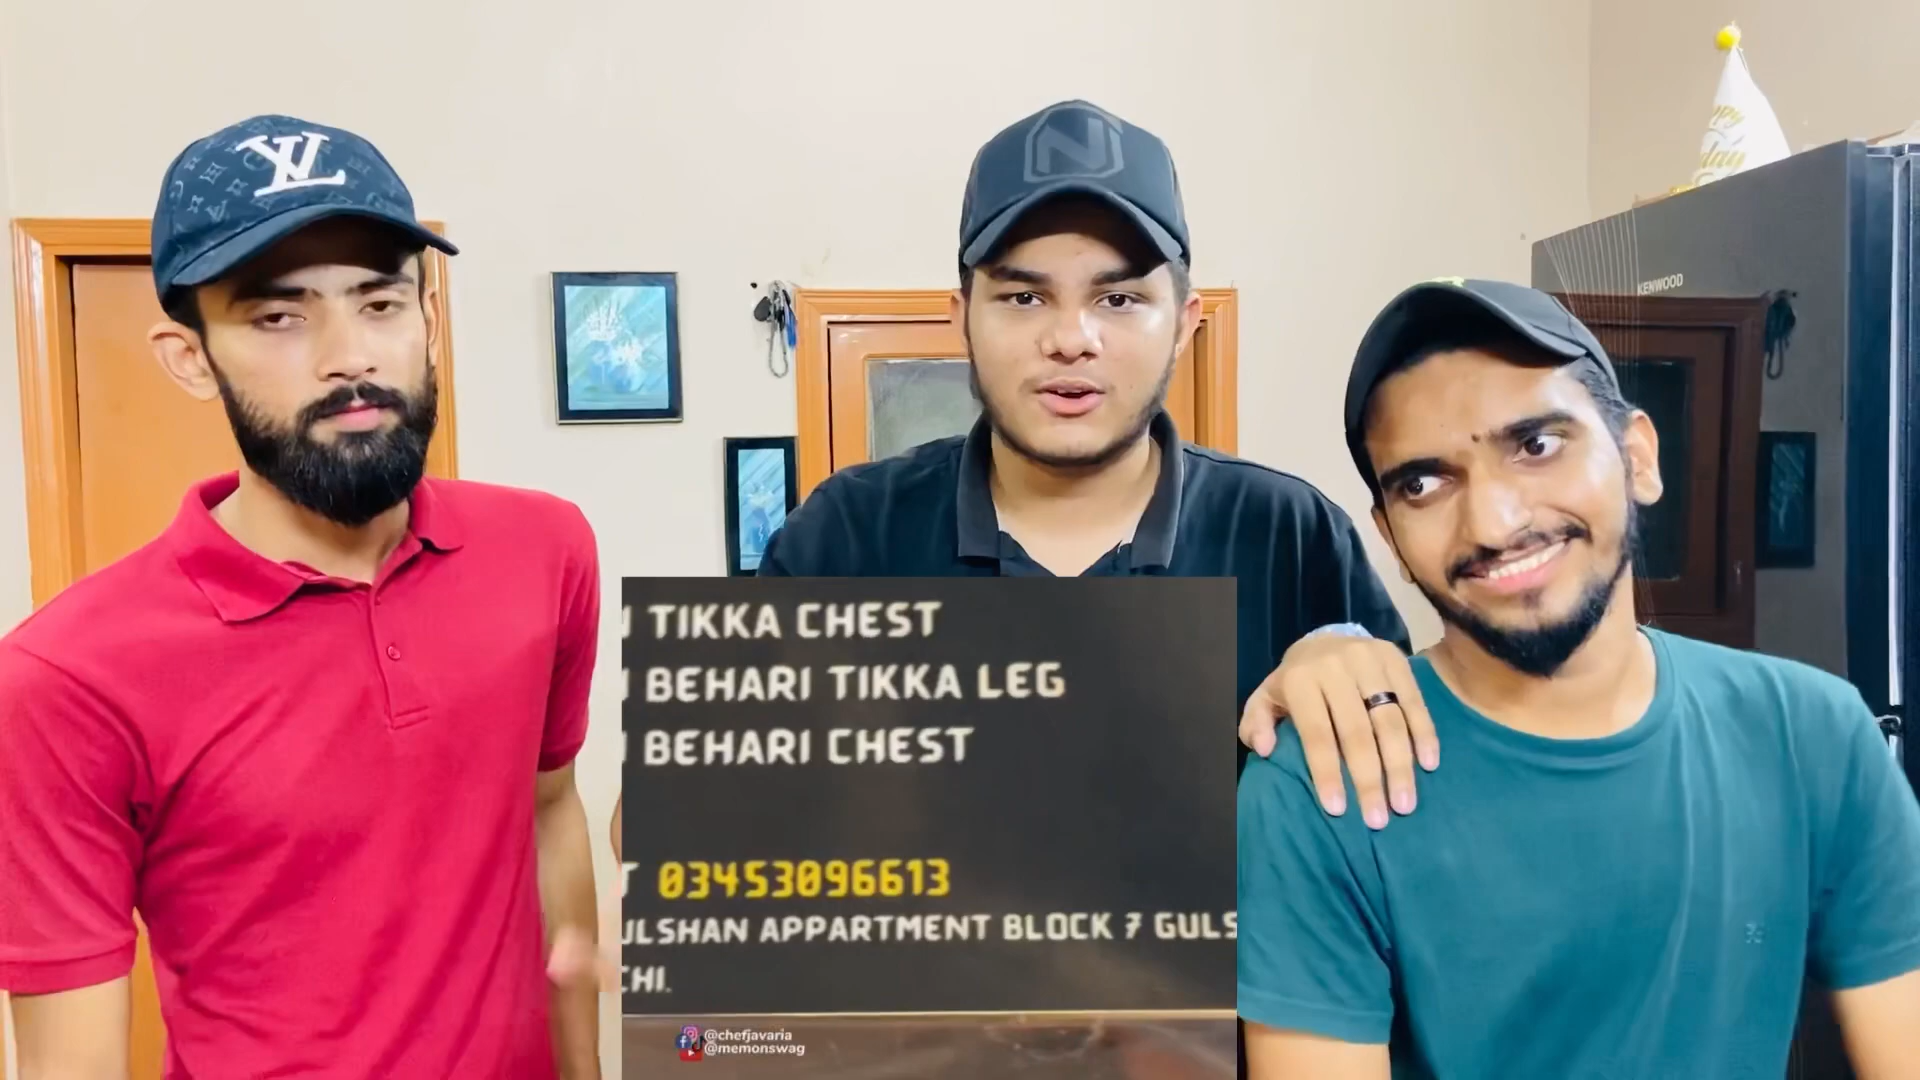 LV
N
KENWOOD
TIKKA CHEST
BEHARI TIKKA LEG
BEHARI CHEST
T 03453096613
ULSHAN APPARTMENT BLOCK 7 GULS
CHI.
@chefjavaria
@memonswag